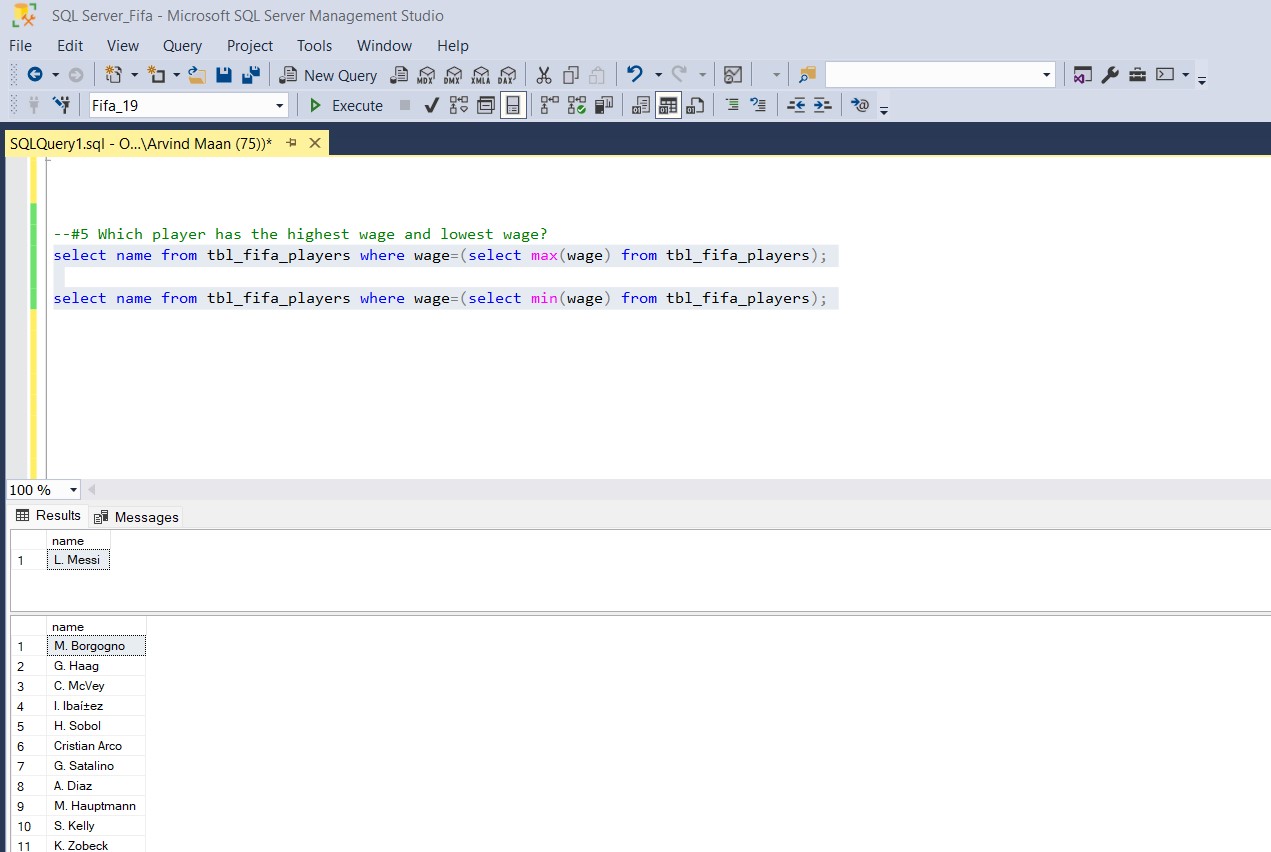 SQL Server_Fifa - Microsoft SQL Server Management Studio
File Edit View Query Project Tools Window Help
New Query MDX DMX XMLA DAX
Fifa_19 Execute
SQLQuery1.sql - O...\Arvind Maan (75))*
--#5 Which player has the highest wage and lowest wage?
select name from tbl_fifa_players where wage=(select max(wage) from tbl_fifa_players);
select name from tbl_fifa_players where wage=(select min(wage) from tbl_fifa_players);
100 %
Results Messages
name
1 L. Messi
name
1 M. Borgogno
2 G. Haag
3 C. McVey
4 I. Ibaí±ez
5 H. Sobol
6 Cristian Arco
7 G. Satalino
8 A. Diaz
9 M. Hauptmann
10 S. Kelly
11 K. Zobeck